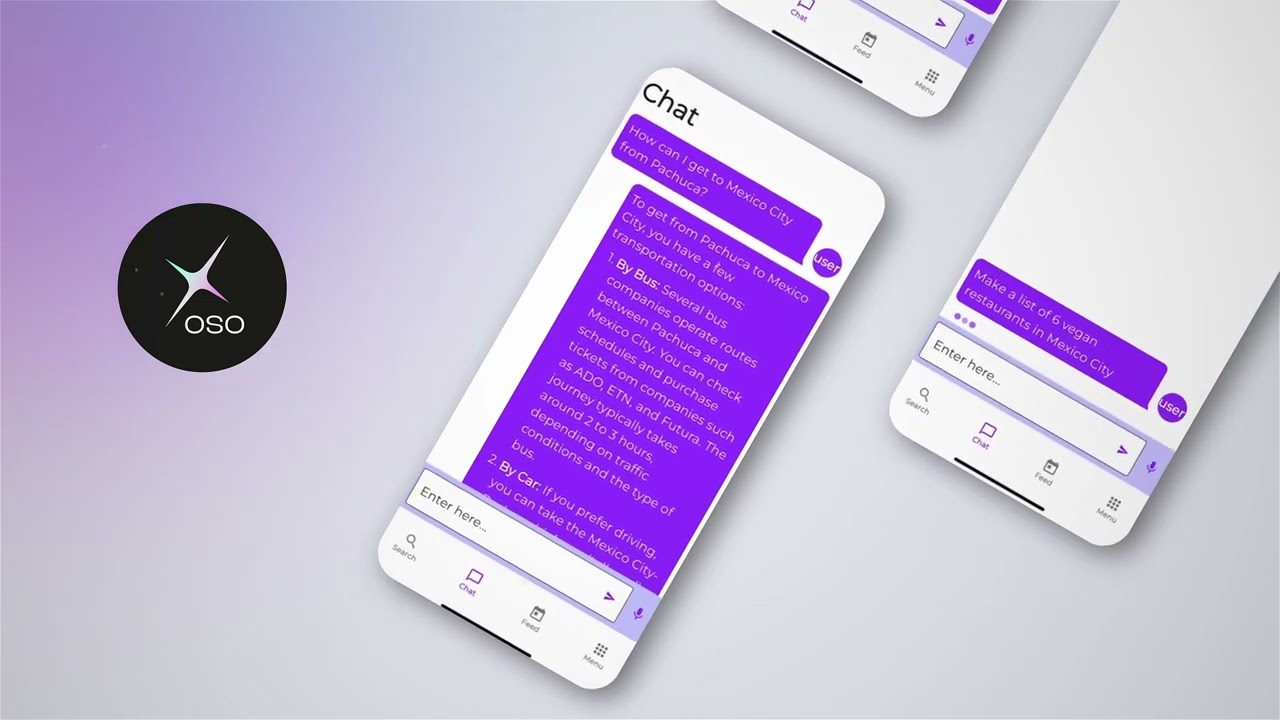 OSO
Chat
How can I get to Mexico City
from Pachuca?
user
To get from Pachuca to Mexico
City, you have a few
transportation options:
1. By Bus: Several bus
companies operate routes
between Pachuca and
Mexico City. You can check
schedules and purchase
tickets from companies such
as ADO, ETN, and Futura. The
journey typically takes
around 2 to 3 hours,
depending on traffic
conditions and the type of
bus.
2. By Car: If you prefer driving,
you can take the Mexico City-
Enter here...
Search
Chat
Feed
Menu
Chat
Feed
Menu
Make a list of 6 vegan
restaurants in Mexico City
user
Enter here...
Search
Chat
Feed
Menu